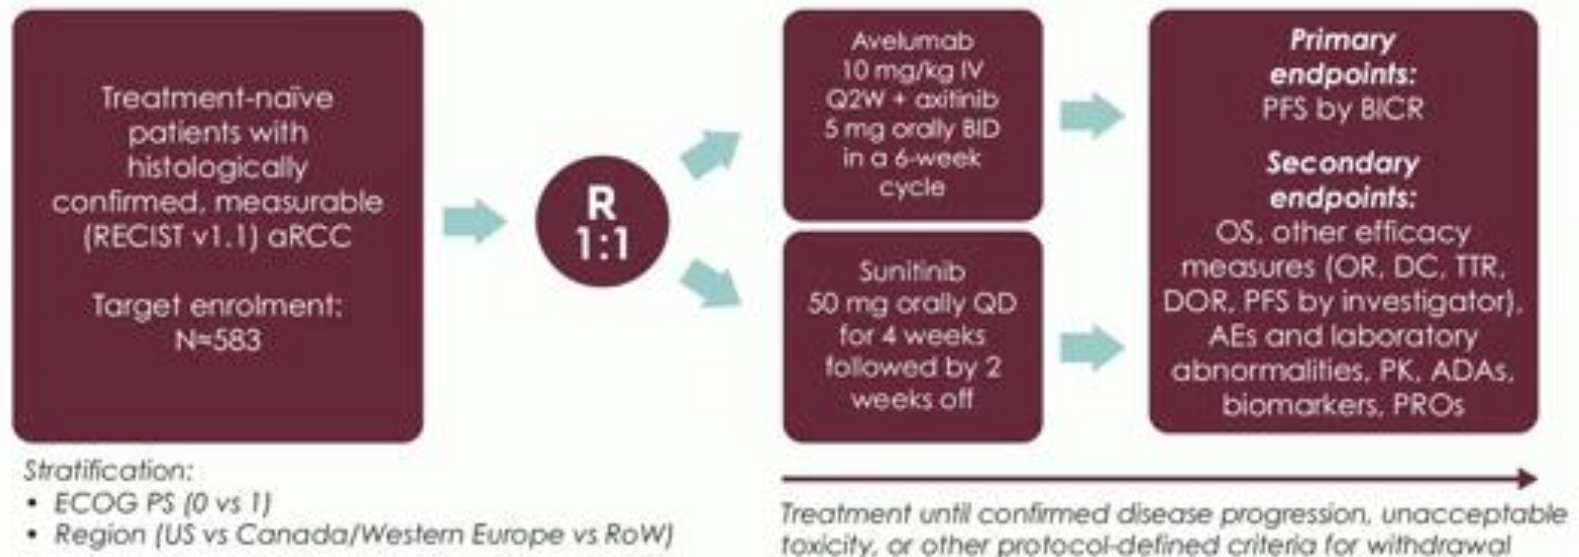 Treatment-naïve
patients with
histologically
confirmed, measurable
(RECIST v1.1) aRCC
Target enrolment:
N=583
Stratification:
• ECOG PS (0 vs 1)
• Region (US vs Canada/Western Europe vs RoW)
R
1:1
Avelumab
10 mg/kg IV
Q2W + axitinib
5 mg orally BID
in a 6-week
cycle
Sunitinib
50 mg orally QD
for 4 weeks
followed by 2
weeks off
Primary
endpoints:
PFS by BICR
Secondary
endpoints:
OS, other efficacy
measures (OR, DC, TTR,
DOR, PFS by investigator),
AEs and laboratory
abnormalities, PK, ADAs,
biomarkers, PROs
Treatment until confirmed disease progression, unacceptable
toxicity, or other protocol-defined criteria for withdrawal